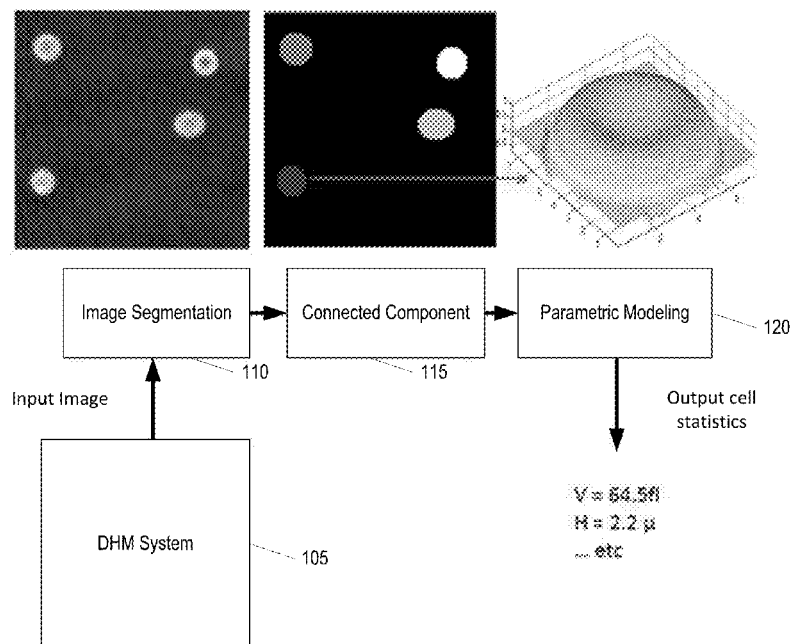 Image Segmentation
Connected Component
Parametric Modeling
120
110
115
Input Image
Output cell
statistics
V = 64.5fl
H = 2.2 μ
... etc
DHM System
105